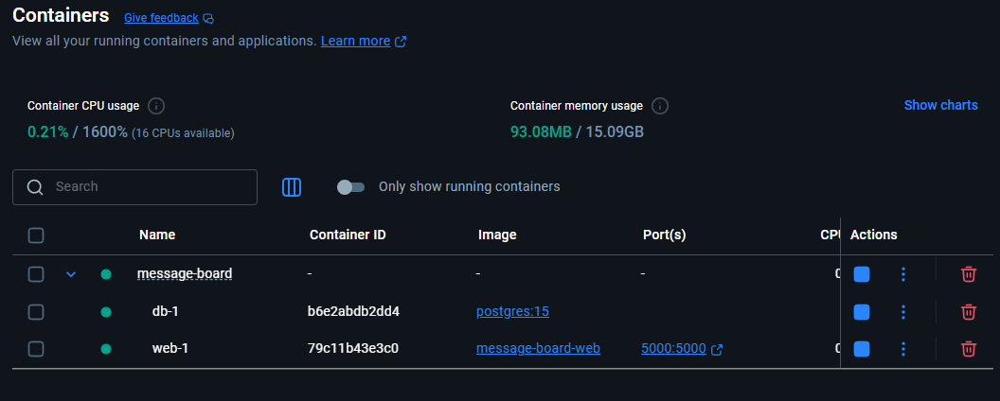 Containers Give feedback
View all your running containers and applications. Learn more
Container CPU usage Container memory usage Show charts
0.21% / 1600% (16 CPUs available) 93.08MB / 15.09GB
Search Only show running containers
Name Container ID Image Port(s) CPU Actions
message-board - - - 0
db-1 b6e2abdb2dd4 postgres:15
web-1 79c11b43e3c0 message-board-web 5000:5000 0